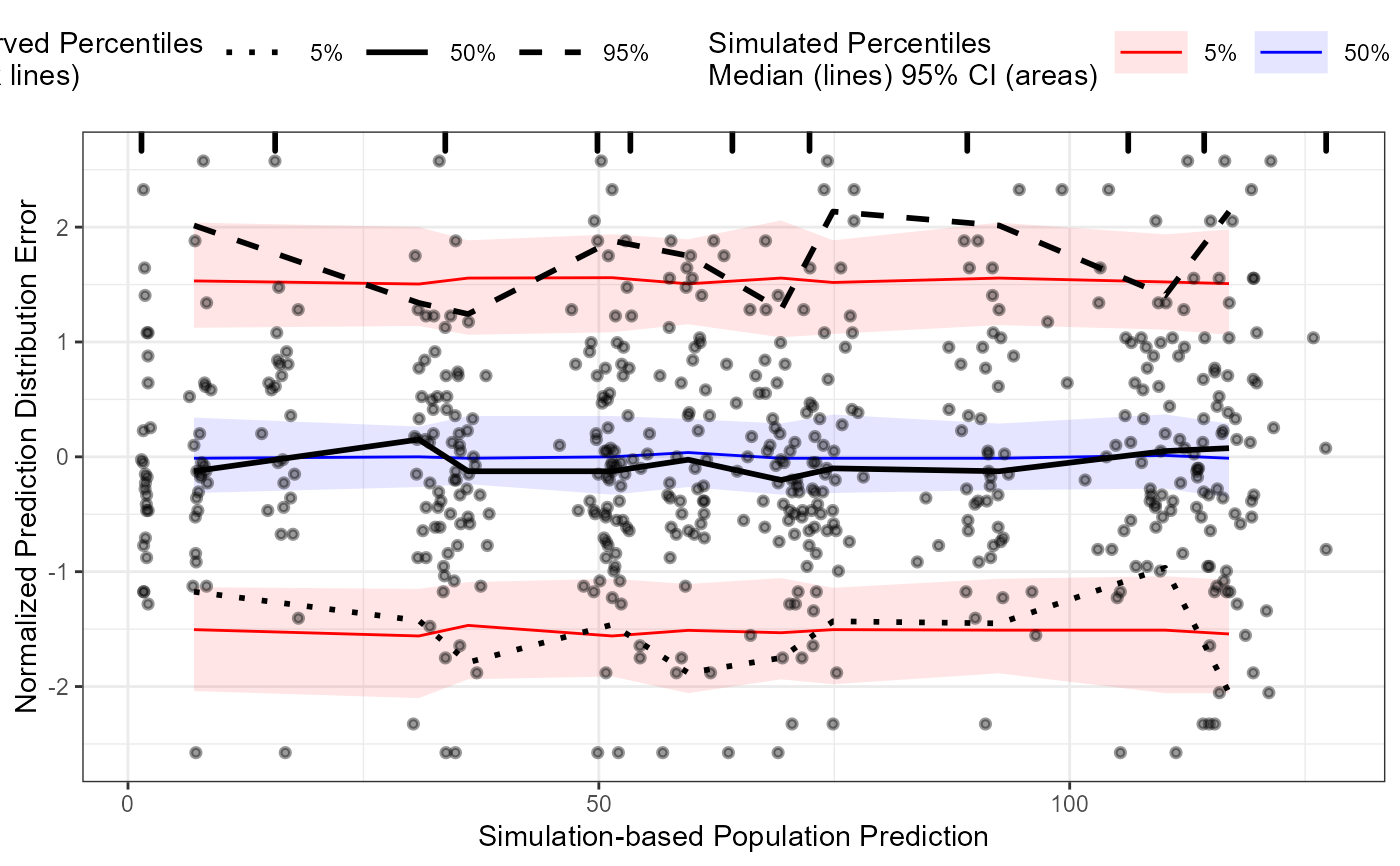 rved Percentiles
lines)
5%
50%
95%
Simulated Percentiles
Median (lines) 95% CI (areas)
5%
50%
Normalized Prediction Distribution Error
2
1
0
-1
-2
0
50
100
Simulation-based Population Prediction